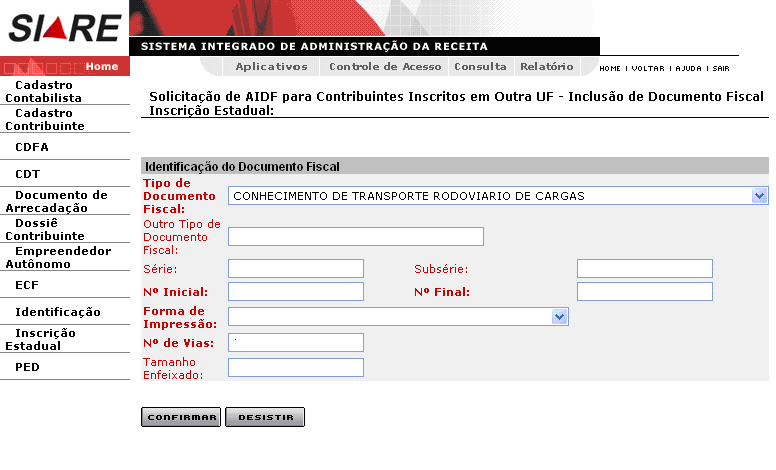 SIARE
SISTEMA INTEGRADO DE ADMINISTRAÇÃO DA RECEITA
Home
Aplicativos Controle de Acesso Consulta Relatório
HOME | VOLTAR | AJUDA | SAIR
Cadastro
Contabilista
Cadastro
Contribuinte
CDFA
CDT
Documento de
Arrecadação
Dossiê
Contribuinte
Empreendedor
Autônomo
ECF
Identificação
Inscrição
Estadual
PED
Solicitação de AIDF para Contribuintes Inscritos em Outra UF - Inclusão de Documento Fiscal
Inscrição Estadual:
Identificação do Documento Fiscal
Tipo de
Documento
Fiscal:
CONHECIMENTO DE TRANSPORTE RODOVIARIO DE CARGAS
Outro Tipo de
Documento
Fiscal:
Série:
Subsérie:
Nº Inicial:
Nº Final:
Forma de
Impressão:
Nº de Vias:
Tamanho
Enfeixado:
CONFIRMAR DESISTIR